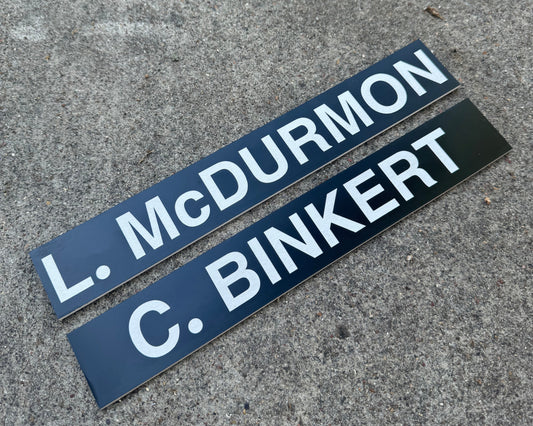 L. McDURMON
C. BINKERT